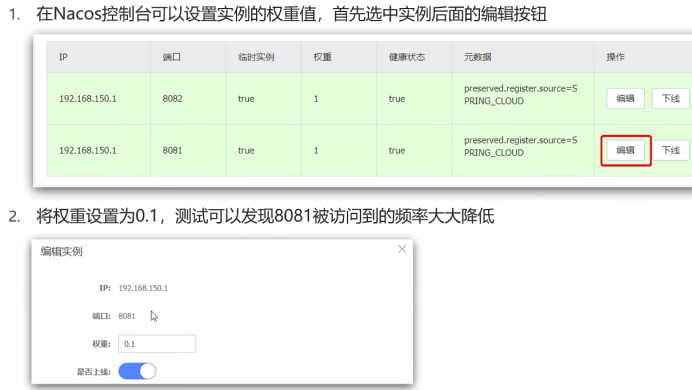 1. 在Nacos控制台可以设置实例的权重值，首先选中实例后面的编辑按钮
IP 端口 临时实例 权重 健康状态 元数据 操作
192.168.150.1 8082 true 1 true preserved.register.source=S
PRING_CLOUD 编辑 下线
192.168.150.1 8081 true 1 true preserved.register.source=S
PRING_CLOUD 编辑 下线
2. 将权重设置为0.1，测试可以发现8081被访问到的频率大大降低
编辑实例
IP: 192.168.150.1
端口: 8081
权重: 0.1
是否上线: